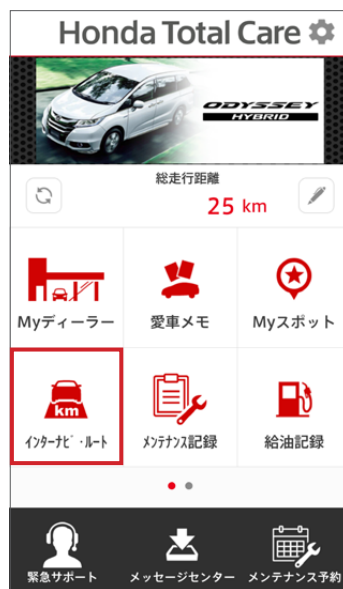 Honda Total Care
ODYSSEY
HYBRID
総走行距離
25 km
Myディーラー
愛車メモ
Myスポット
km
インターナビ・ルート
メンテナンス記録
給油記録
緊急サポート
メッセージセンター
メンテナンス予約